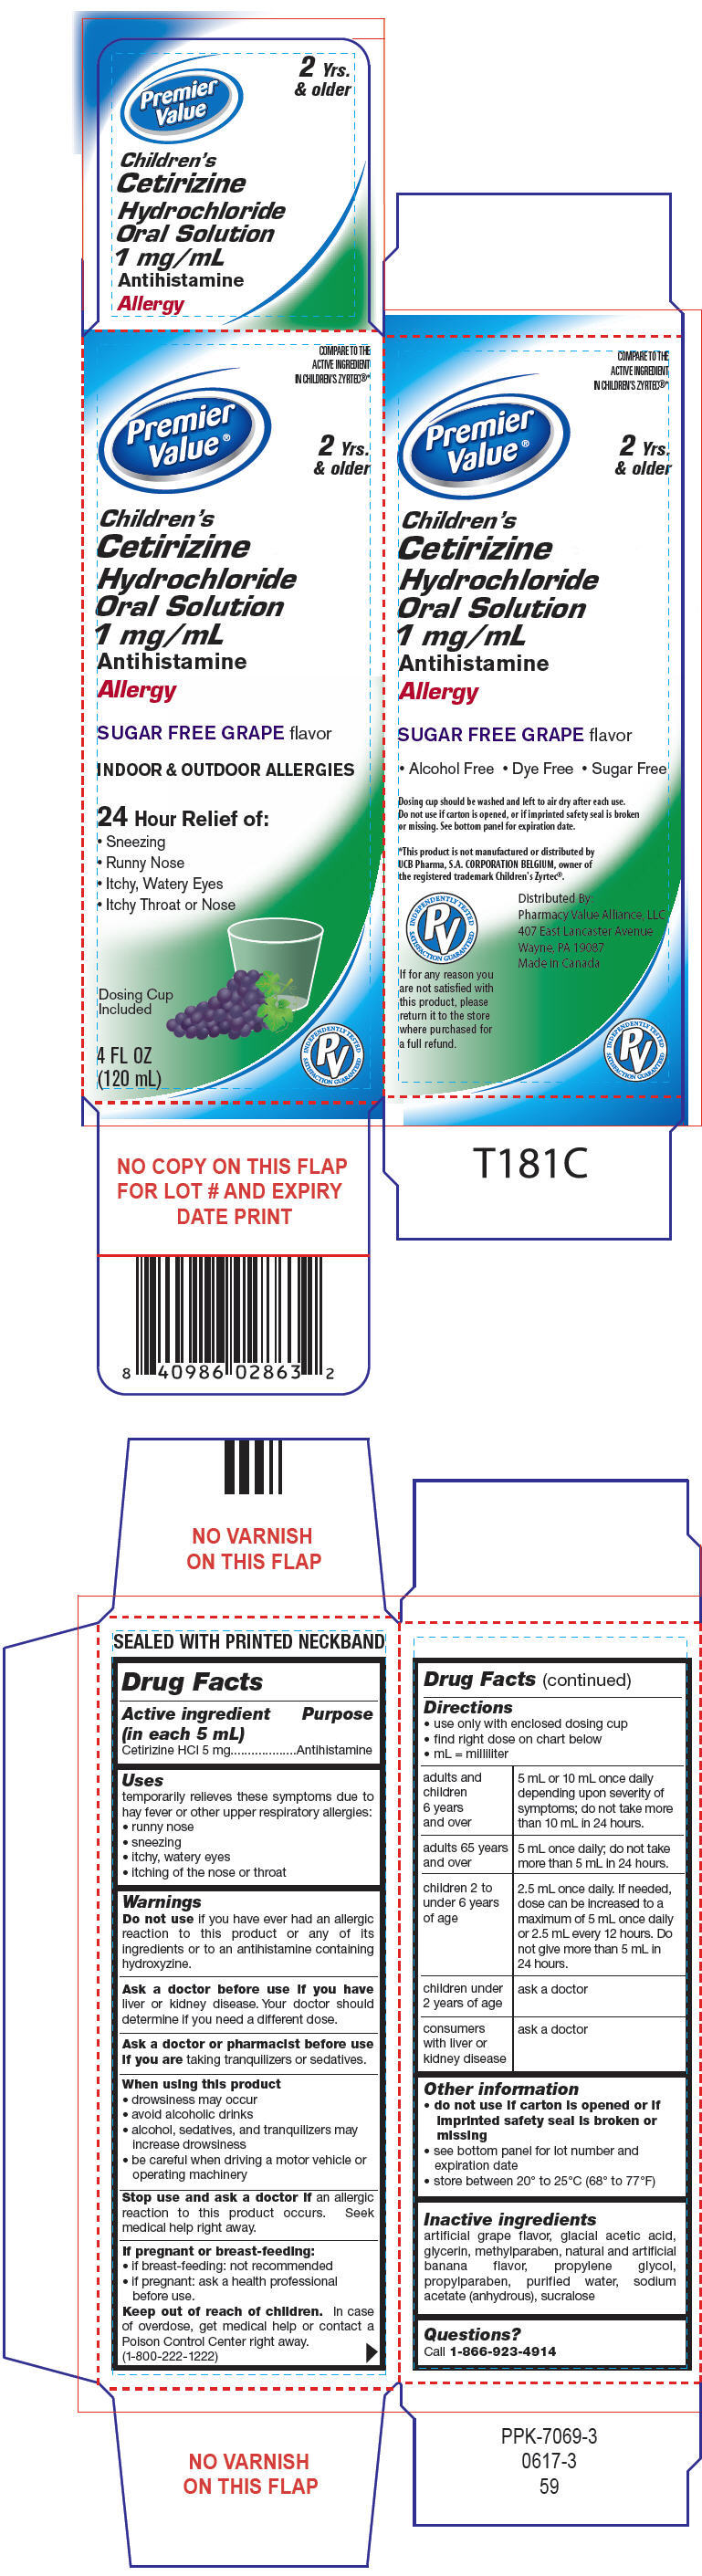 Premier
Value
2 Yrs.
& older
Children's
Cetirizine
Hydrochloride
Oral Solution
1 mg/mL
Antihistamine
Allergy
COMPARE TO THE
ACTIVE INGREDIENT
IN CHILDREN'S ZYRTEC®*
Premier
Value®
2 Yrs.
& older
Children's
Cetirizine
Hydrochloride
Oral Solution
1 mg/mL
Antihistamine
Allergy
SUGAR FREE GRAPE flavor
INDOOR & OUTDOOR ALLERGIES
24 Hour Relief of:
• Sneezing
• Runny Nose
• Itchy, Watery Eyes
• Itchy Throat or Nose
Dosing Cup
Included
4 FL OZ
(120 mL)
INDEPENDENTLY TESTED
PV
SATISFACTION GUARANTEED
COMPARE TO THE
ACTIVE INGREDIENT
IN CHILDREN'S ZYRTEC®*
Premier
Value®
2 Yrs.
& older
Children's
Cetirizine
Hydrochloride
Oral Solution
1 mg/mL
Antihistamine
Allergy
SUGAR FREE GRAPE flavor
• Alcohol Free • Dye Free • Sugar Free
Dosing cup should be washed and left to air dry after each use.
Do not use if carton is opened, or if imprinted safety seal is broken
or missing. See bottom panel for expiration date.
*This product is not manufactured or distributed by
UCB Pharma, S.A. CORPORATION BELGIUM, owner of
the registered trademark Children's Zyrtec®.
INDEPENDENTLY TESTED
PV
SATISFACTION GUARANTEED
If for any reason you
are not satisfied with
this product, please
return it to the store
where purchased for
a full refund.
Distributed By:
Pharmacy Value Alliance, LLC
407 East Lancaster Avenue
Wayne, PA 19087
Made in Canada
INDEPENDENTLY TESTED
PV
SATISFACTION GUARANTEED
NO COPY ON THIS FLAP
FOR LOT # AND EXPIRY
DATE PRINT
T181C
8 40986 02863 2
NO VARNISH
ON THIS FLAP
SEALED WITH PRINTED NECKBAND
Drug Facts
Active ingredient Purpose
(in each 5 mL)
Cetirizine HCl 5 mg...................Antihistamine
Uses
temporarily relieves these symptoms due to
hay fever or other upper respiratory allergies:
• runny nose
• sneezing
• itchy, watery eyes
• itching of the nose or throat
Warnings
Do not use if you have ever had an allergic
reaction to this product or any of its
ingredients or to an antihistamine containing
hydroxyzine.
Ask a doctor before use if you have
liver or kidney disease. Your doctor should
determine if you need a different dose.
Ask a doctor or pharmacist before use
if you are taking tranquilizers or sedatives.
When using this product
• drowsiness may occur
• avoid alcoholic drinks
• alcohol, sedatives, and tranquilizers may
increase drowsiness
• be careful when driving a motor vehicle or
operating machinery
Stop use and ask a doctor if an allergic
reaction to this product occurs. Seek
medical help right away.
If pregnant or breast-feeding:
• if breast-feeding: not recommended
• if pregnant: ask a health professional
before use.
Keep out of reach of children. In case
of overdose, get medical help or contact a
Poison Control Center right away.
(1-800-222-1222)
Drug Facts (continued)
Directions
• use only with enclosed dosing cup
• find right dose on chart below
• mL = milliliter
adults and
children
6 years
and over
5 mL or 10 mL once daily
depending upon severity of
symptoms; do not take more
than 10 mL in 24 hours.
adults 65 years
and over
5 mL once daily; do not take
more than 5 mL in 24 hours.
children 2 to
under 6 years
of age
2.5 mL once daily. If needed,
dose can be increased to a
maximum of 5 mL once daily
or 2.5 mL every 12 hours. Do
not give more than 5 mL in
24 hours.
children under
2 years of age
ask a doctor
consumers
with liver or
kidney disease
ask a doctor
Other information
• do not use if carton is opened or if
imprinted safety seal is broken or
missing
• see bottom panel for lot number and
expiration date
• store between 20° to 25°C (68° to 77°F)
Inactive ingredients
artificial grape flavor, glacial acetic acid,
glycerin, methylparaben, natural and artificial
banana flavor, propylene glycol,
propylparaben, purified water, sodium
acetate (anhydrous), sucralose
Questions?
Call 1-866-923-4914
NO VARNISH
ON THIS FLAP
PPK-7069-3
0617-3
59